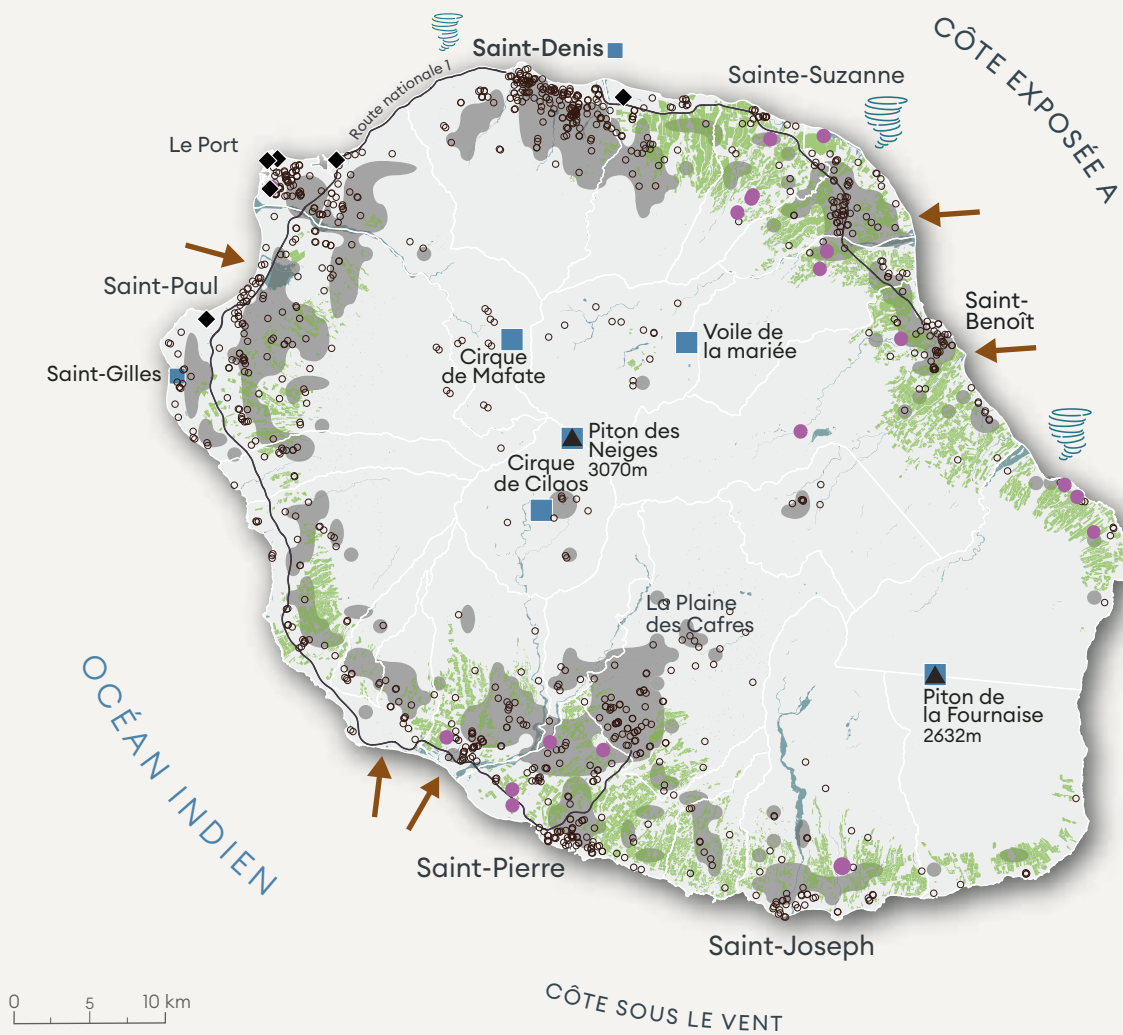 CÔTE EXPOSÉE A
Saint-Denis
Sainte-Suzanne
Route nationale 1
Le Port
Saint-Paul
Saint-
Benoît
Voile de
la mariée
Cirque
de Mafate
Saint-Gilles
Piton des
Neiges
3070m
Cirque
de Cilaos
La Plaine
des Cafres
OCÉAN INDIEN
Piton de
la Fournaise
2632m
Saint-Pierre
Saint-Joseph
0 5 10 km
CÔTE SOUS LE VENT